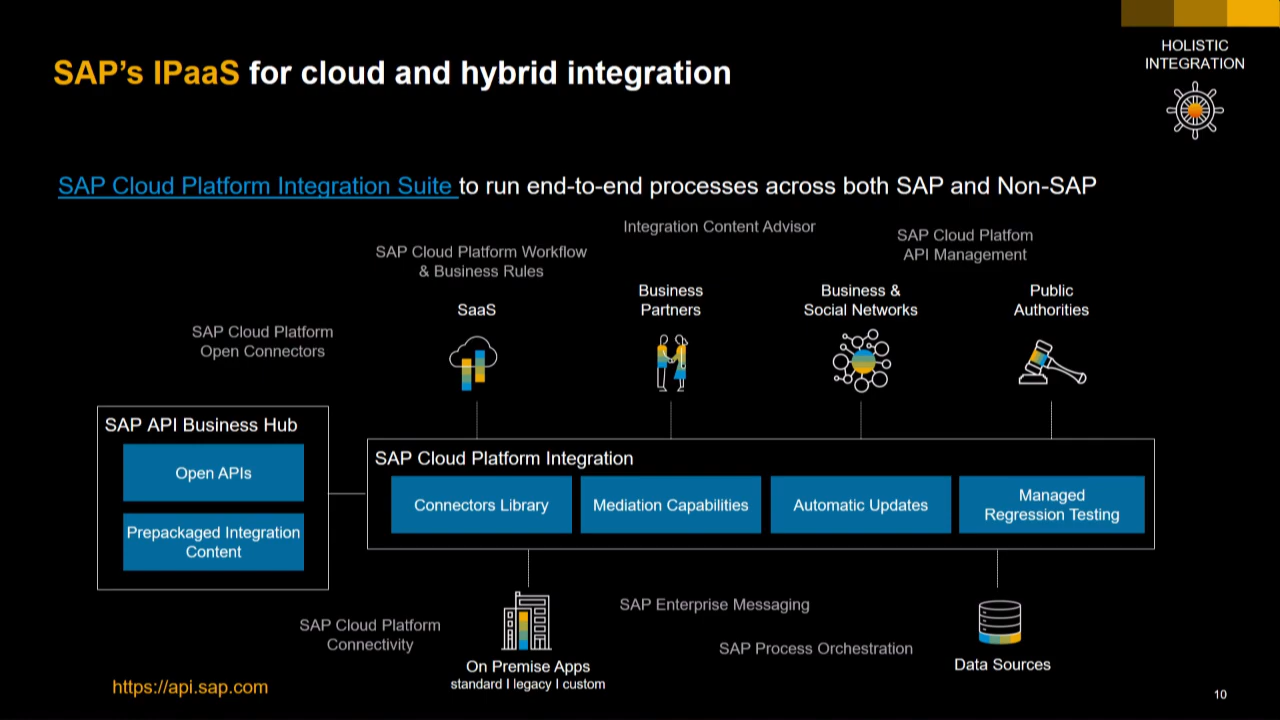 HOLISTIC
INTEGRATION
SAP's IPaaS for cloud and hybrid integration
SAP Cloud Platform Integration Suite to run end-to-end processes across both SAP and Non-SAP
Integration Content Advisor
SAP Cloud Platfom
API Management
SAP Cloud Platform Workflow
& Business Rules
SaaS
Business
Partners
Business &
Social Networks
Public
Authorities
SAP Cloud Platform
Open Connectors
SAP API Business Hub
Open APIs
Prepackaged Integration
Content
SAP Cloud Platform Integration
Connectors Library
Mediation Capabilities
Automatic Updates
Managed
Regression Testing
SAP Cloud Platform
Connectivity
On Premise Apps
standard I legacy I custom
SAP Enterprise Messaging
SAP Process Orchestration
Data Sources
https://api.sap.com
10